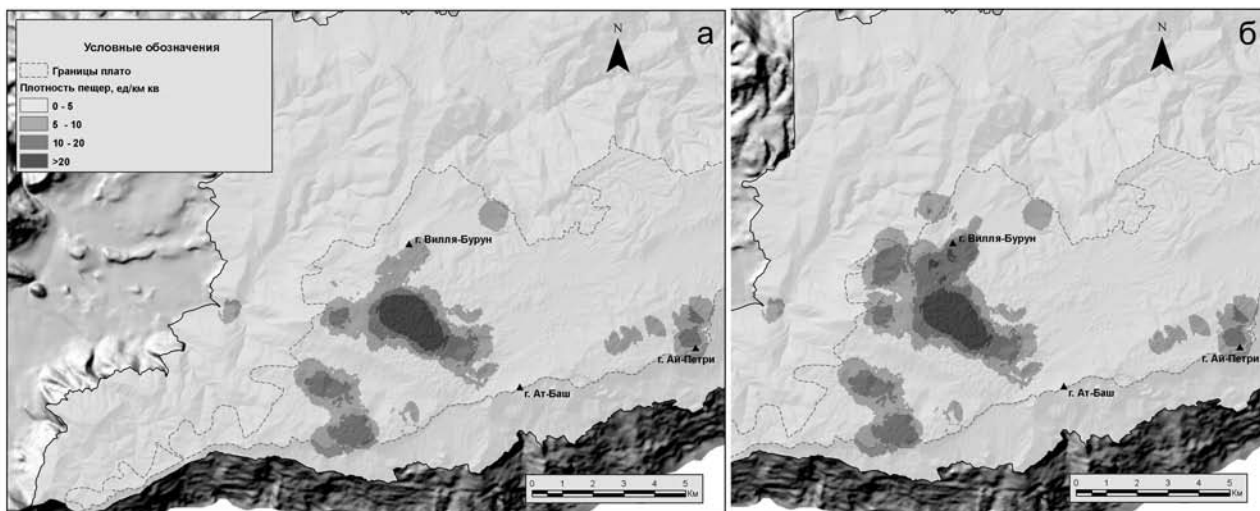 а
Условные обозначения
Границы плато
Плотность пещер, ед/км кв
0 - 5
5 - 10
10 - 20
>20
N
г. Вилля-Бурун
г. Ай-Петри
г. Ат-Баш
0 1 2 3 4 5
Км
б
N
г. Вилля-Бурун
г. Ай-Петри
г. Ат-Баш
0 1 2 3 4 5
Км